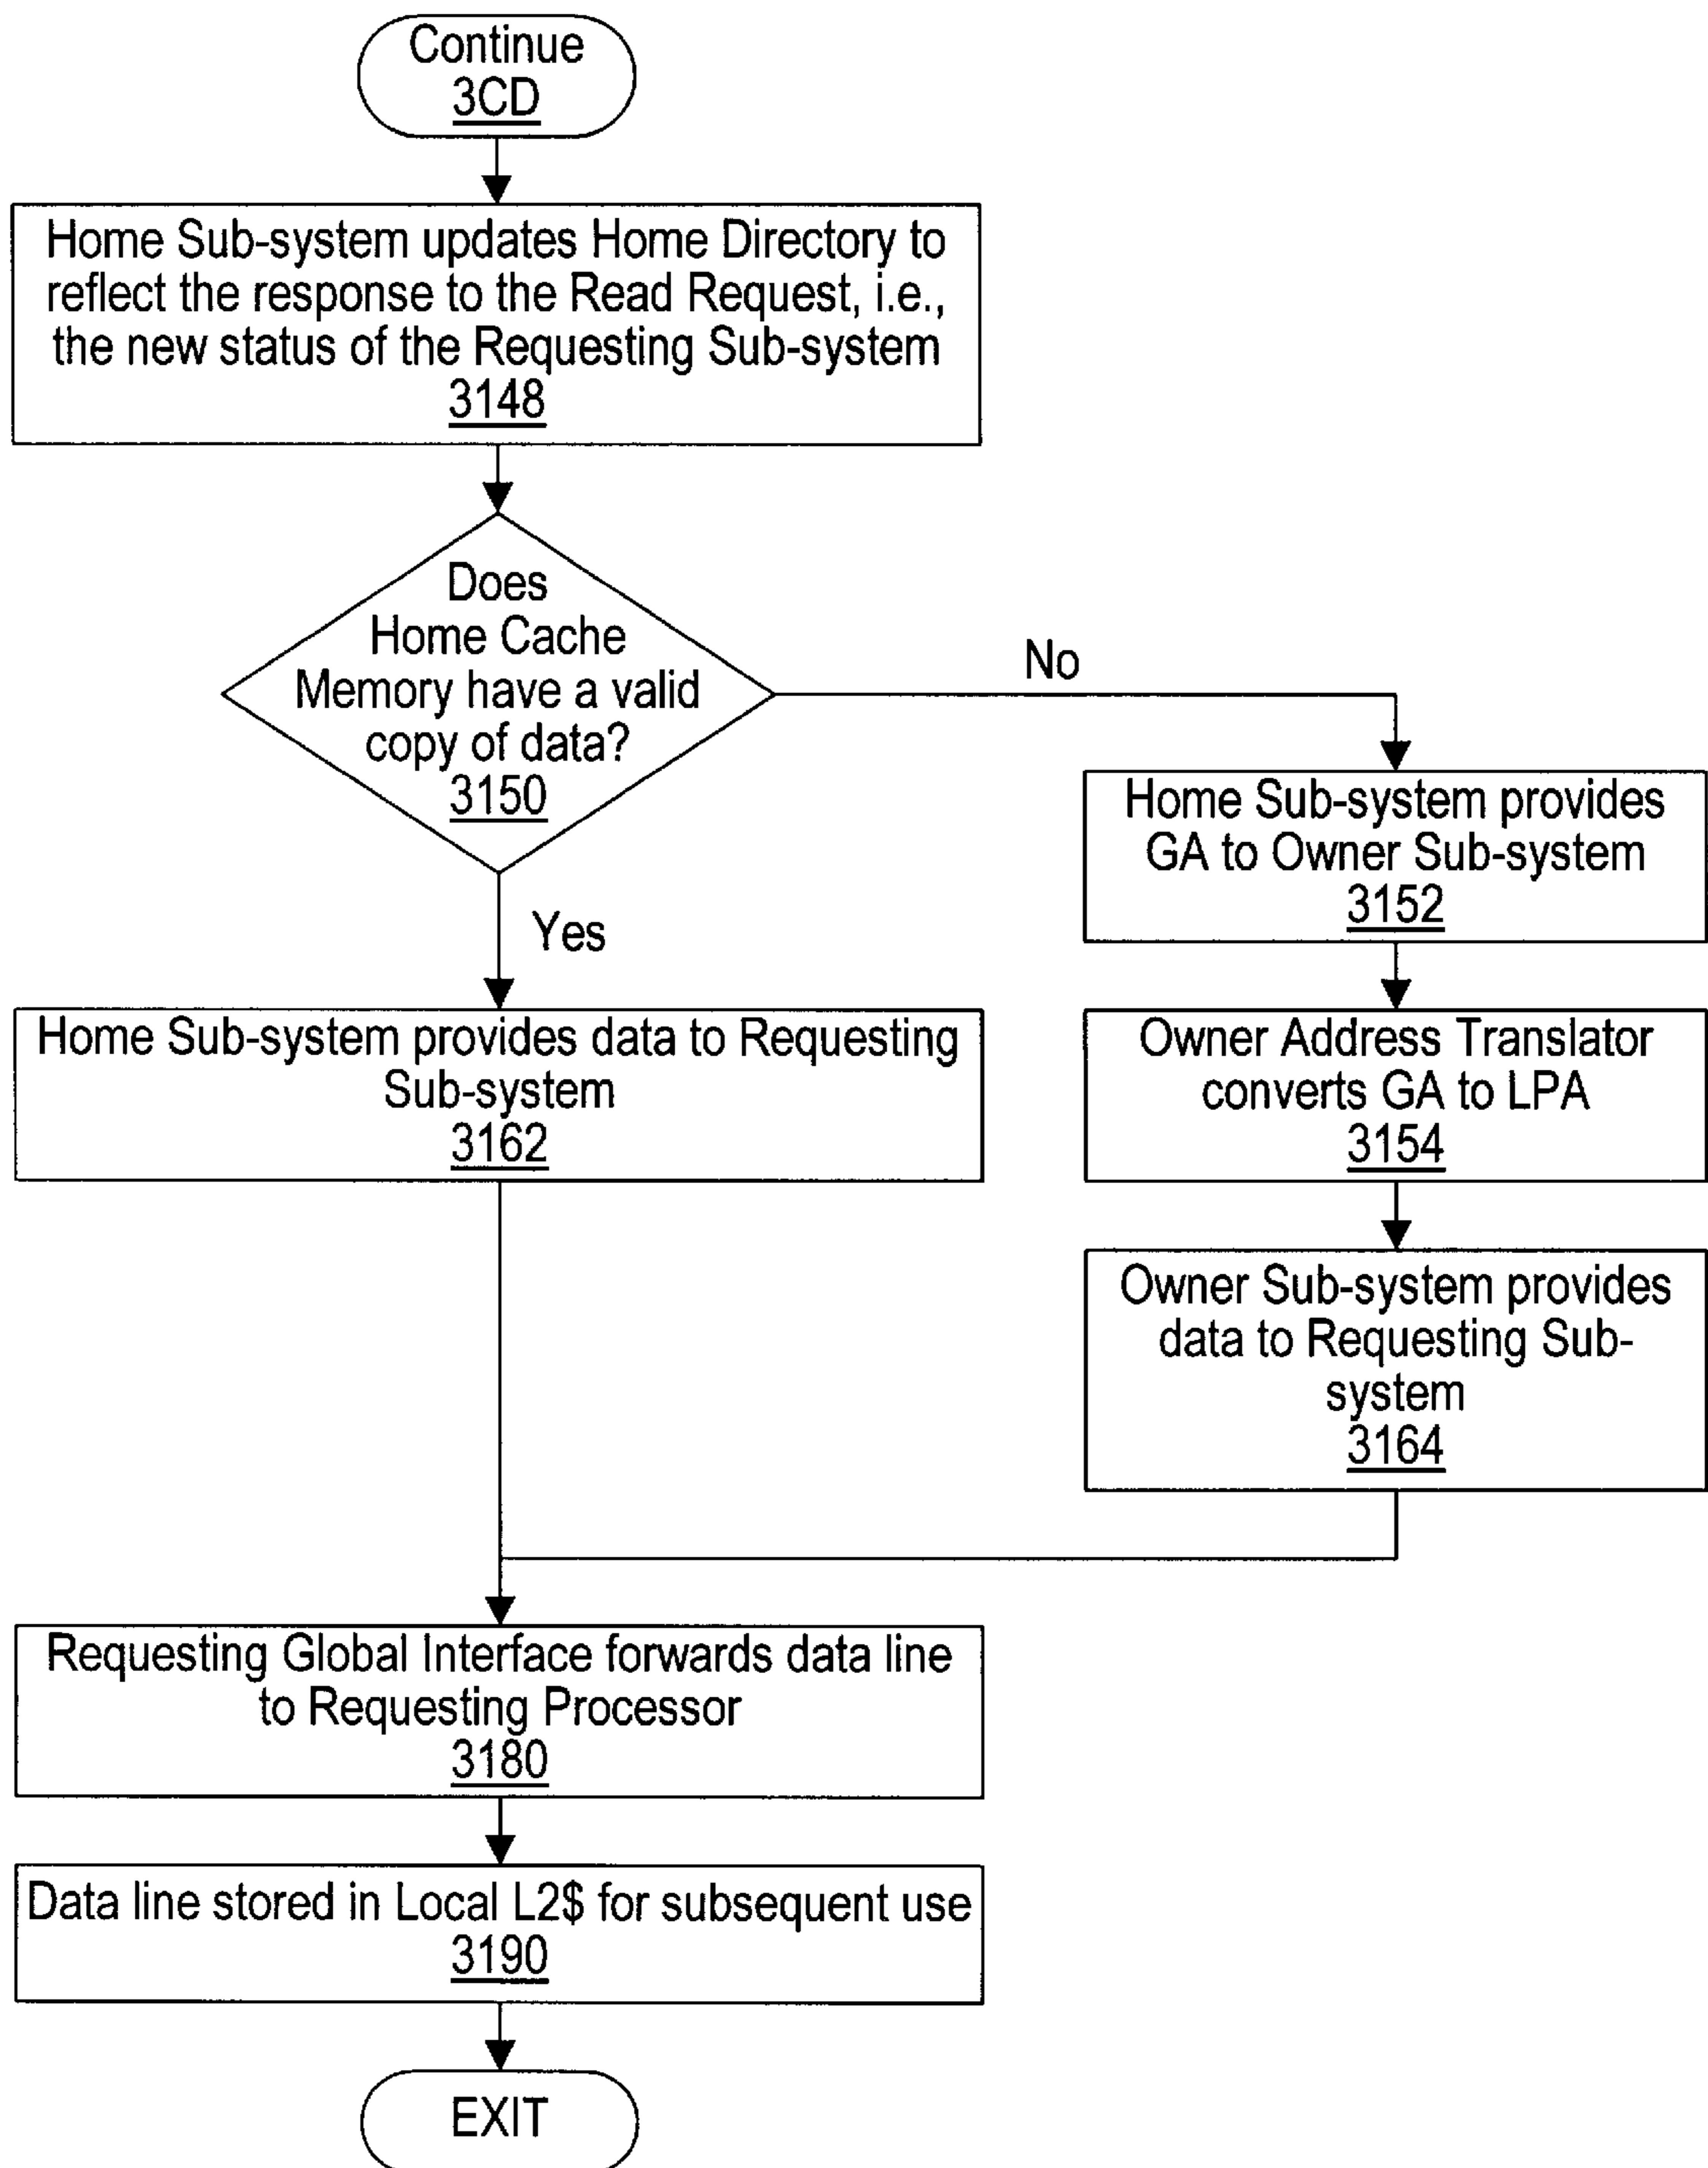 Continue
3CD
Home Sub-system updates Home Directory to
reflect the response to the Read Request, i.e.,
the new status of the Requesting Sub-system
3148
Does
Home Cache
Memory have a valid
copy of data?
3150
No
Yes
Home Sub-system provides
GA to Owner Sub-system
3152
Home Sub-system provides data to Requesting
Sub-system
3162
Owner Address Translator
converts GA to LPA
3154
Owner Sub-system provides
data to Requesting Sub-
system
3164
Requesting Global Interface forwards data line
to Requesting Processor
3180
Data line stored in Local L2$ for subsequent use
3190
EXIT